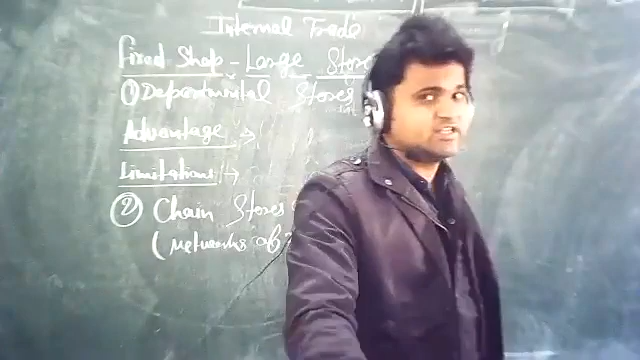 Internal Trade
Fixed Shop - Large Stores
① Departmental Stores
Advantage →
Limitations →
② Chain Stores
(Networks of